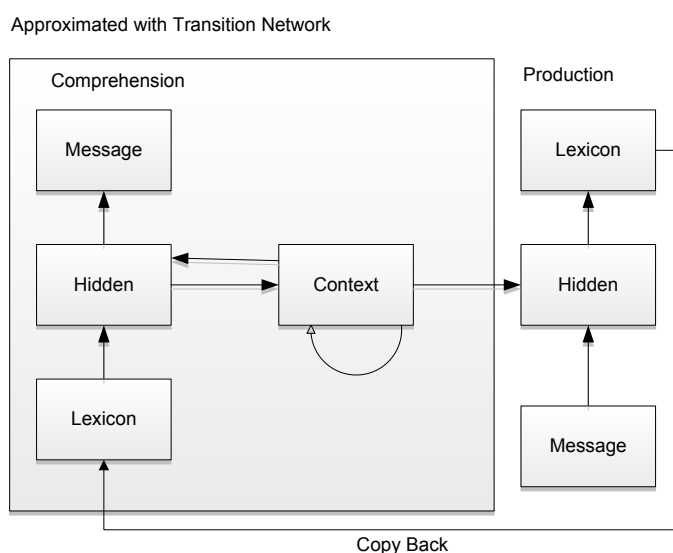 Approximated with Transition Network
Comprehension
Production
Message
Lexicon
Hidden
Context
Hidden
Lexicon
Message
Copy Back